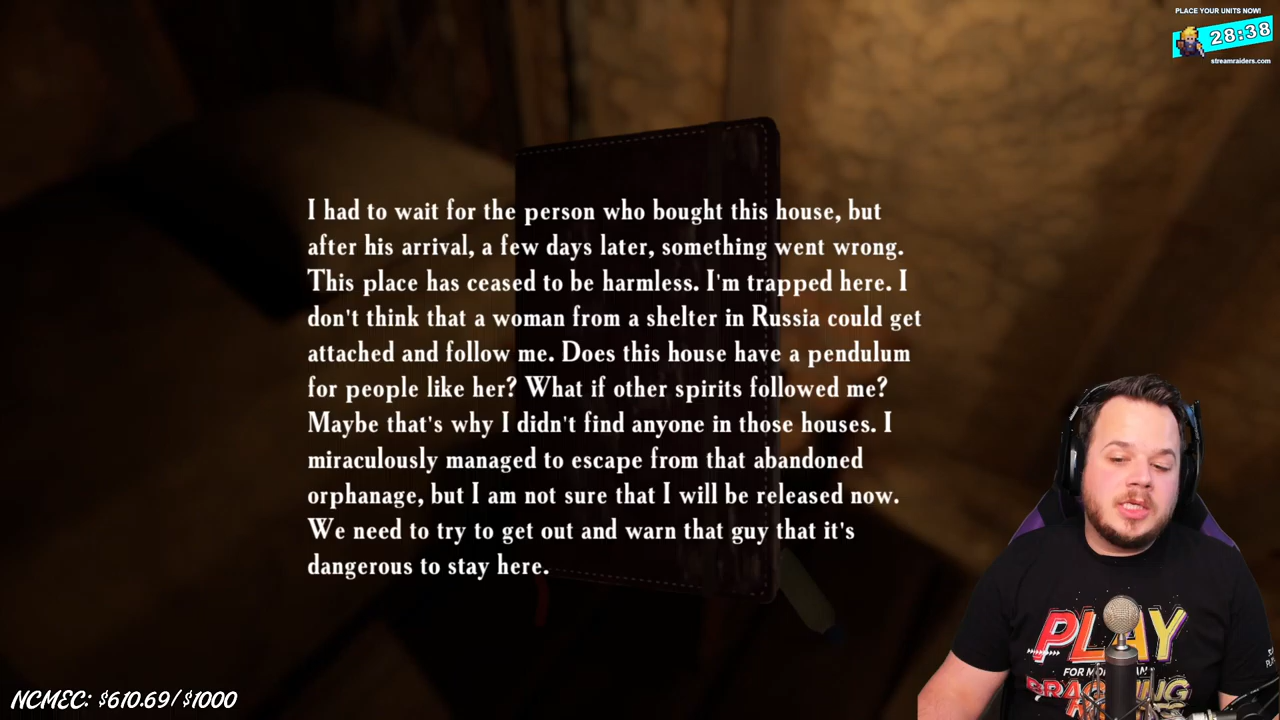 PLACE YOUR UNITS NOW!
28:38
streamraiders.com
I had to wait for the person who bought this house, but
after his arrival, a few days later, something went wrong.
This place has ceased to be harmless. I'm trapped here. I
don't think that a woman from a shelter in Russia could get
attached and follow me. Does this house have a pendulum
for people like her? What if other spirits followed me?
Maybe that's why I didn't find anyone in those houses. I
miraculously managed to escape from that abandoned
orphanage, but I am not sure that I will be released now.
We need to try to get out and warn that guy that it's
dangerous to stay here.
PLAY
FOR MO
NCMEC: $610.69/$1000